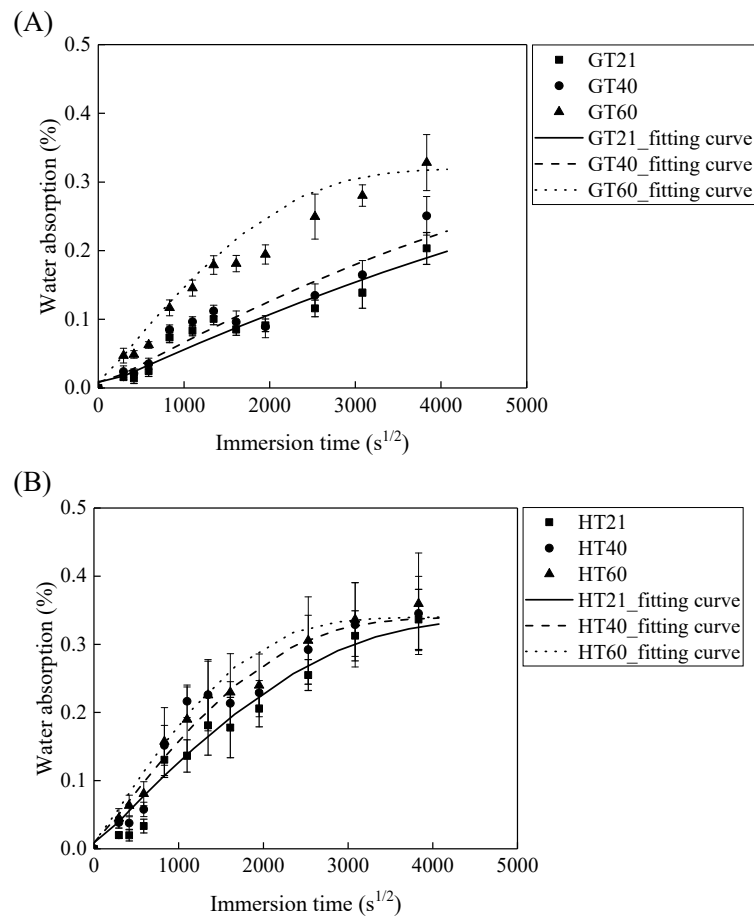 (A)
0.5
0.4
0.3
0.2
0.1
0.0
Water absorption (%)
0
1000
2000
3000
4000
5000
Immersion time (s1/2)
GT21
GT40
GT60
GT21_fitting curve
GT40_fitting curve
GT60_fitting curve
(B)
0.5
0.4
0.3
0.2
0.1
0.0
Water absorption (%)
0
1000
2000
3000
4000
5000
Immersion time (s1/2)
HT21
HT40
HT60
HT21_fitting curve
HT40_fitting curve
HT60_fitting curve